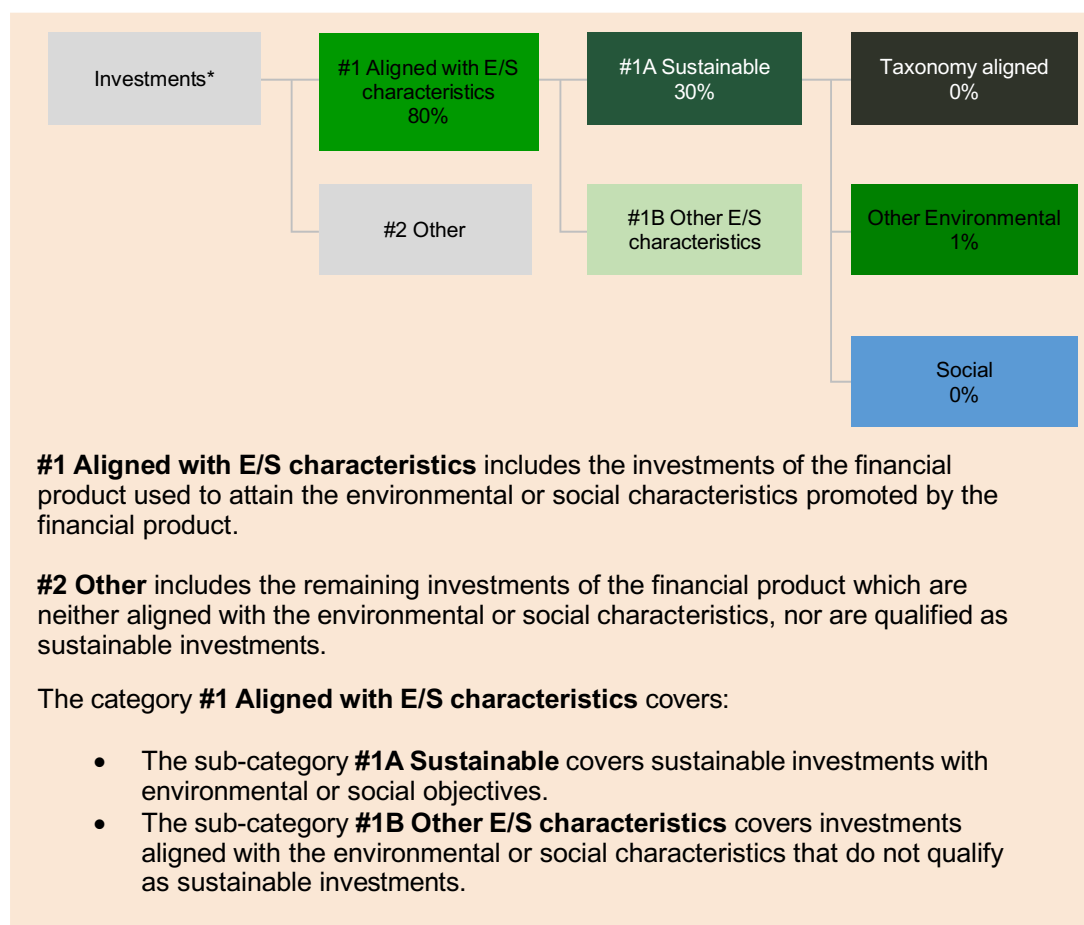 Investments*
#1 Aligned with E/S
characteristics
80%
#1A Sustainable
30%
Taxonomy aligned
0%
#2 Other
#1B Other E/S
characteristics
Other Environmental
1%
Social
0%
#1 Aligned with E/S characteristics includes the investments of the financial
product used to attain the environmental or social characteristics promoted by the
financial product.
#2 Other includes the remaining investments of the financial product which are
neither aligned with the environmental or social characteristics, nor are qualified as
sustainable investments.
The category #1 Aligned with E/S characteristics covers:
• The sub-category #1A Sustainable covers sustainable investments with
environmental or social objectives.
• The sub-category #1B Other E/S characteristics covers investments
aligned with the environmental or social characteristics that do not qualify
as sustainable investments.